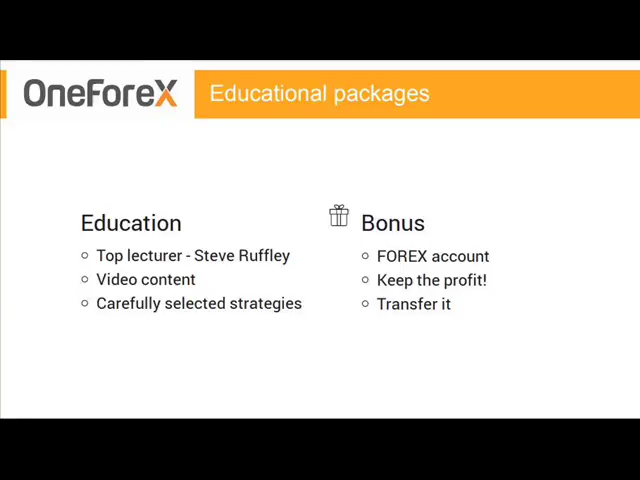 OneForex
Educational packages
Education
Top lecturer - Steve Ruffley
Video content
Carefully selected strategies
Bonus
FOREX account
Keep the profit!
Transfer it